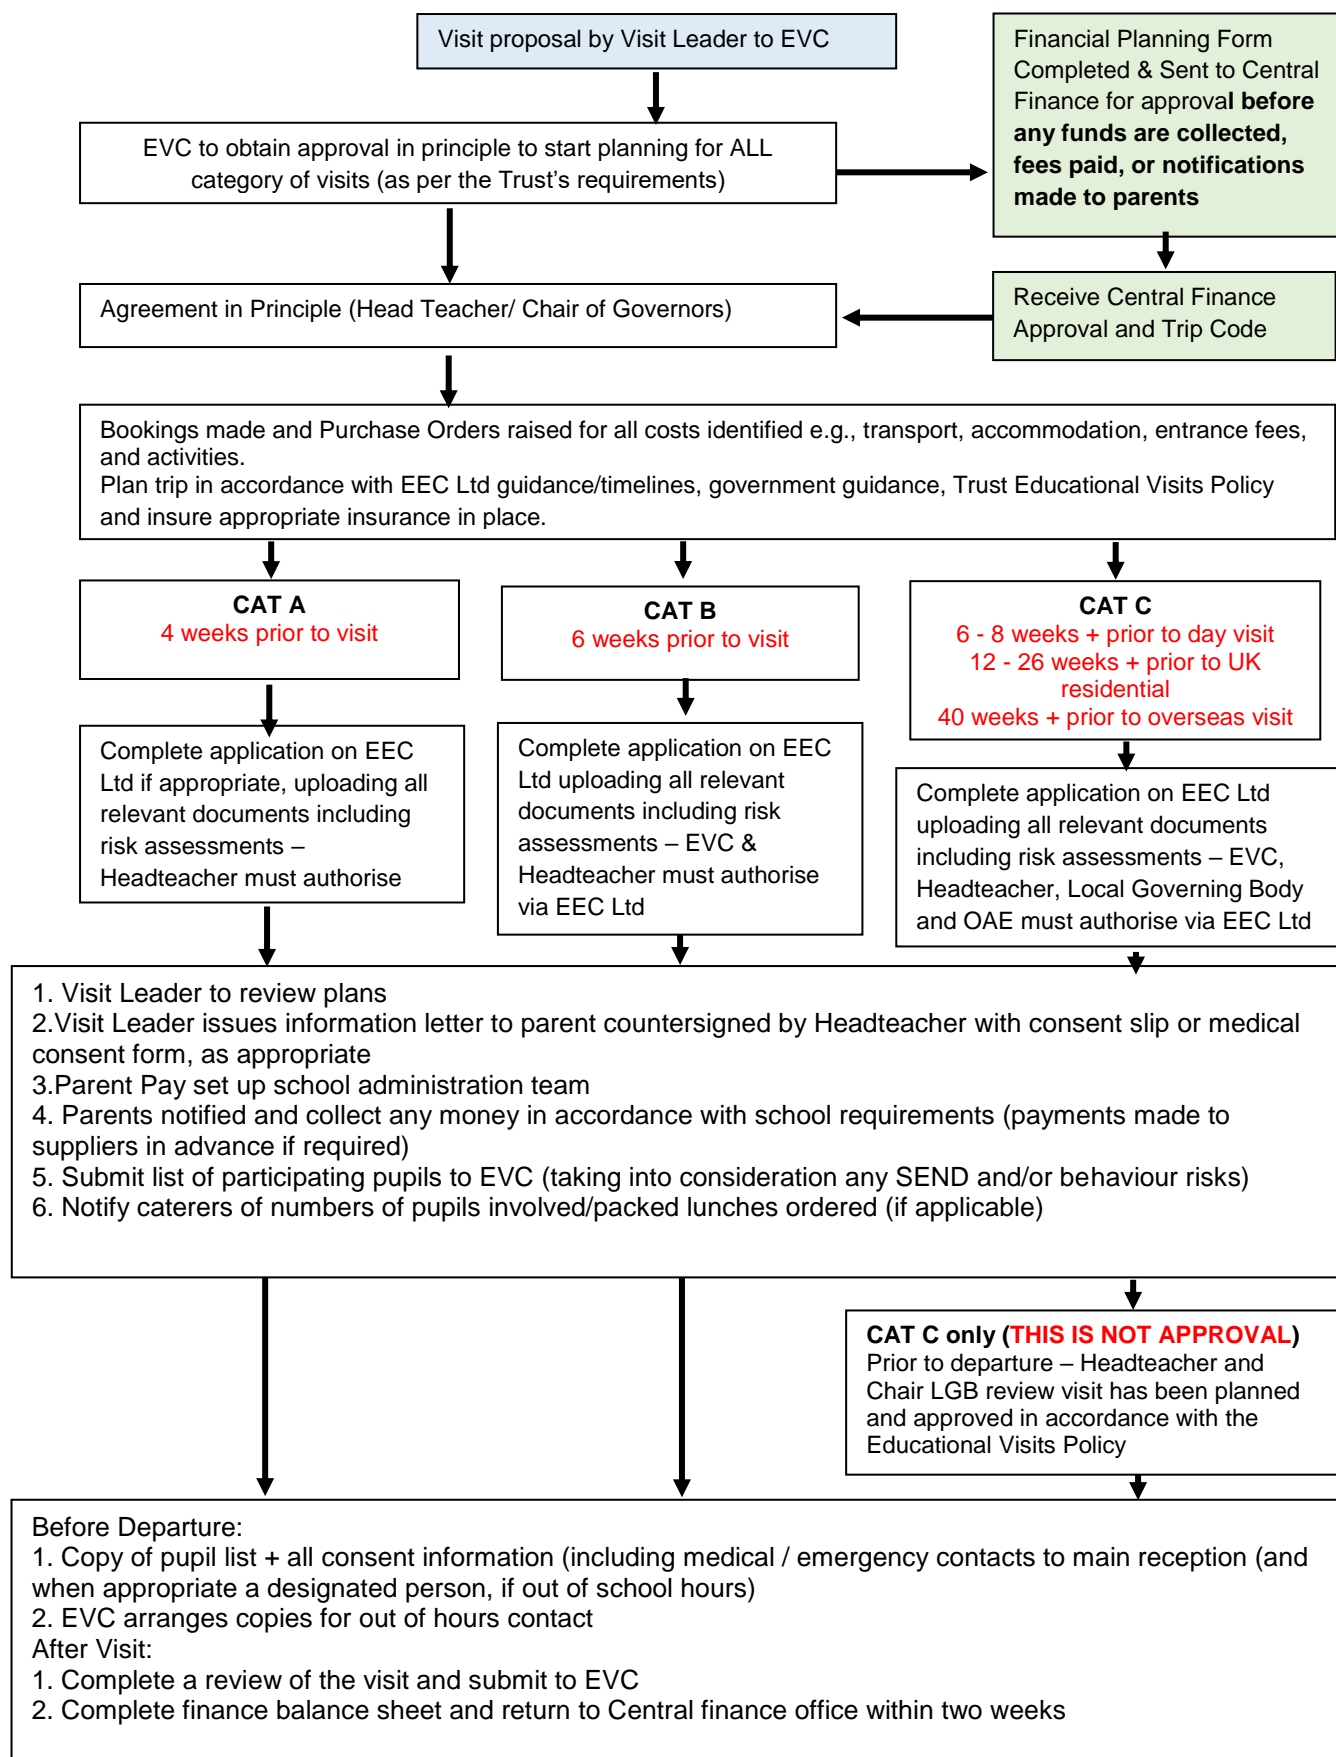 Visit proposal by Visit Leader to EVC
Financial Planning Form
Completed & Sent to Central
Finance for approval before
any funds are collected,
fees paid, or notifications
made to parents
EVC to obtain approval in principle to start planning for ALL
category of visits (as per the Trust's requirements)
Agreement in Principle (Head Teacher/ Chair of Governors)
Receive Central Finance
Approval and Trip Code
Bookings made and Purchase Orders raised for all costs identified e.g., transport, accommodation, entrance fees,
and activities.
Plan trip in accordance with EEC Ltd guidance/timelines, government guidance, Trust Educational Visits Policy
and insure appropriate insurance in place.
CAT A
4 weeks prior to visit
CAT B
6 weeks prior to visit
CAT C
6 - 8 weeks + prior to day visit
12 - 26 weeks + prior to UK
residential
40 weeks + prior to overseas visit
Complete application on EEC
Ltd if appropriate, uploading all
relevant documents including
risk assessments –
Headteacher must authorise
Complete application on EEC
Ltd uploading all relevant
documents including risk
assessments – EVC &
Headteacher must authorise
via EEC Ltd
Complete application on EEC Ltd
uploading all relevant documents
including risk assessments – EVC,
Headteacher, Local Governing Body
and OAE must authorise via EEC Ltd
1. Visit Leader to review plans
2.Visit Leader issues information letter to parent countersigned by Headteacher with consent slip or medical
consent form, as appropriate
3.Parent Pay set up school administration team
4. Parents notified and collect any money in accordance with school requirements (payments made to
suppliers in advance if required)
5. Submit list of participating pupils to EVC (taking into consideration any SEND and/or behaviour risks)
6. Notify caterers of numbers of pupils involved/packed lunches ordered (if applicable)
CAT C only (THIS IS NOT APPROVAL)
Prior to departure – Headteacher and
Chair LGB review visit has been planned
and approved in accordance with the
Educational Visits Policy
Before Departure:
1. Copy of pupil list + all consent information (including medical / emergency contacts to main reception (and
when appropriate a designated person, if out of school hours)
2. EVC arranges copies for out of hours contact
After Visit:
1. Complete a review of the visit and submit to EVC
2. Complete finance balance sheet and return to Central finance office within two weeks